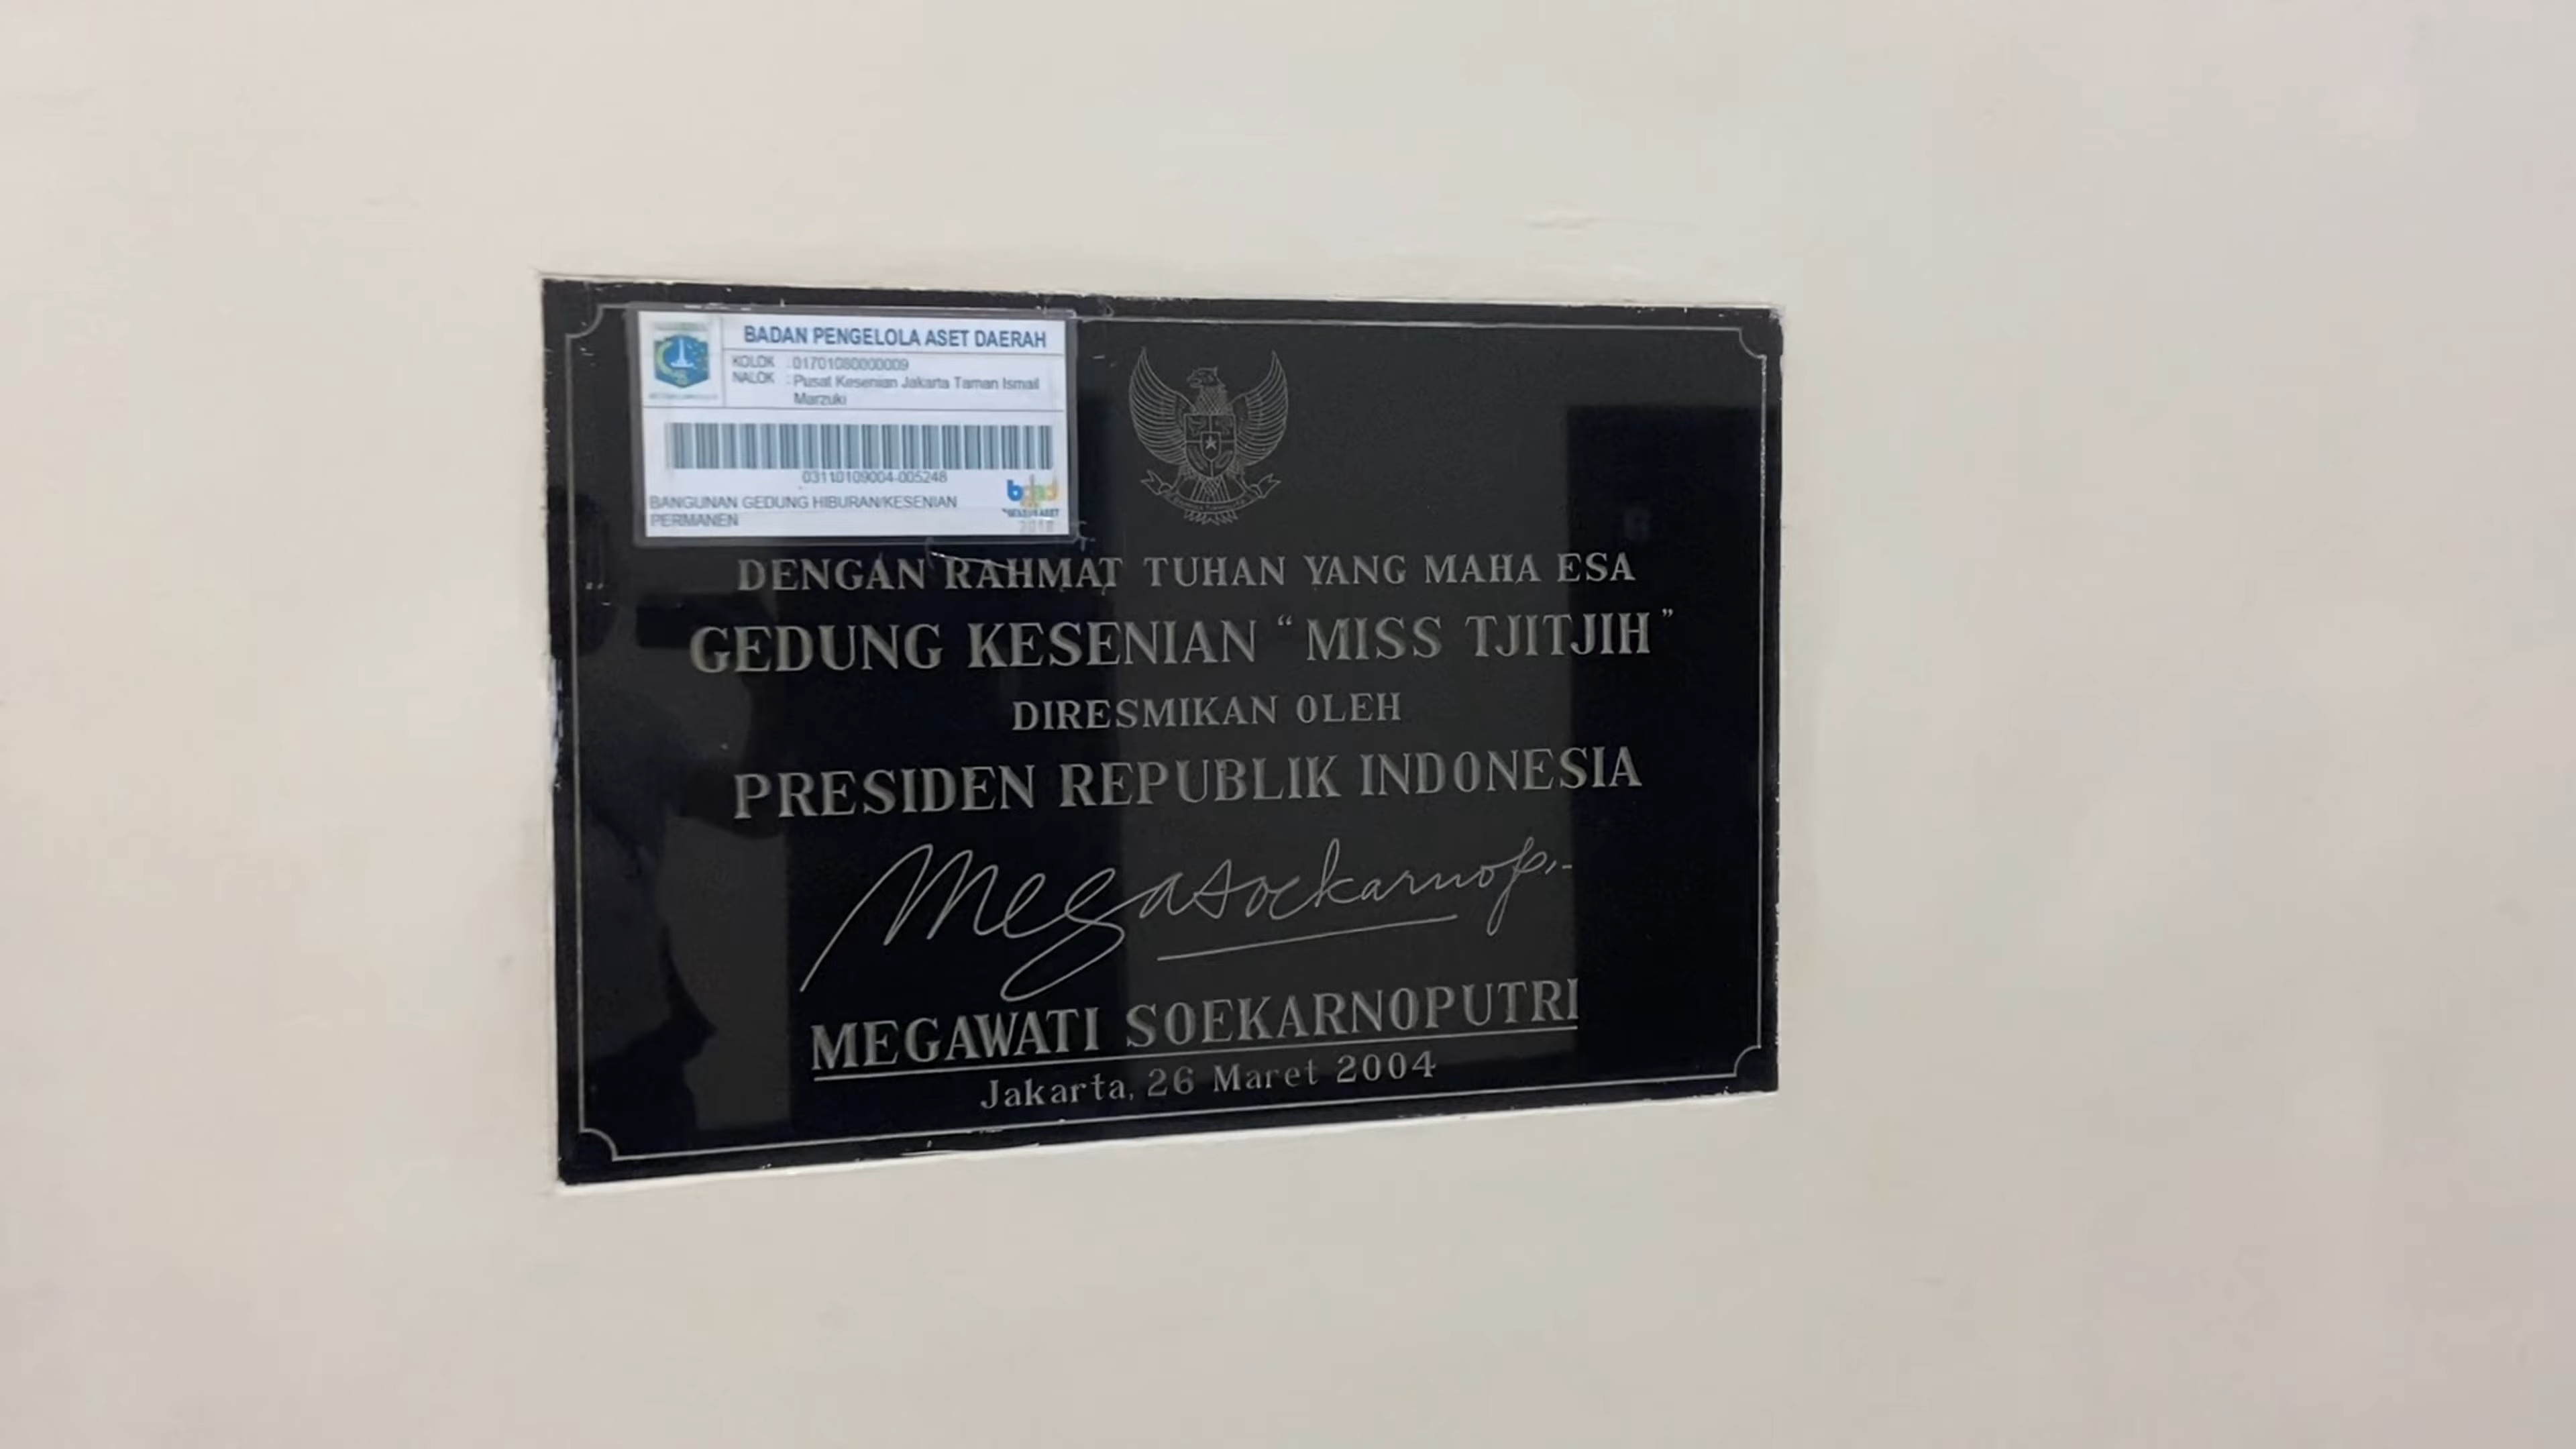 BADAN PENGELOLA ASET DAERAH
KOLOK : 01701080000009
NALOK : Pusat Kesenian Jakarta Taman Ismail
Marzuki
03110109004-005248
BANGUNAN GEDUNG HIBURAN/KESENIAN
PERMANEN
DENGAN RAHMAT TUHAN YANG MAHA ESA
GEDUNG KESENIAN “MISS TJITJIH”
DIRESMIKAN OLEH
PRESIDEN REPUBLIK INDONESIA
Megasoekarnop.-
MEGAWATI SOEKARNOPUTRI
Jakarta, 26 Maret 2004